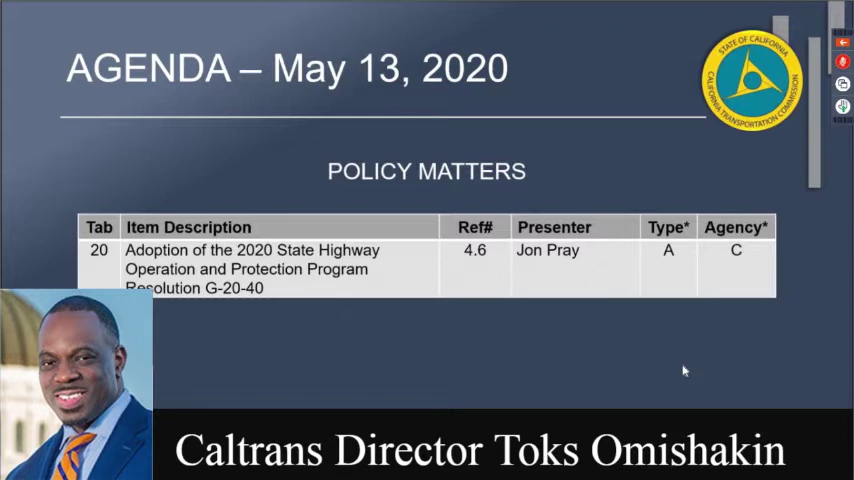 AGENDA – May 13, 2020
STATE OF CALIFORNIA
CALIFORNIA TRANSPORTATION COMMISSION
POLICY MATTERS
Tab Item Description Ref# Presenter Type* Agency*
20 Adoption of the 2020 State Highway 4.6 Jon Pray A C
Operation and Protection Program
Resolution G-20-40
Caltrans Director Toks Omishakin